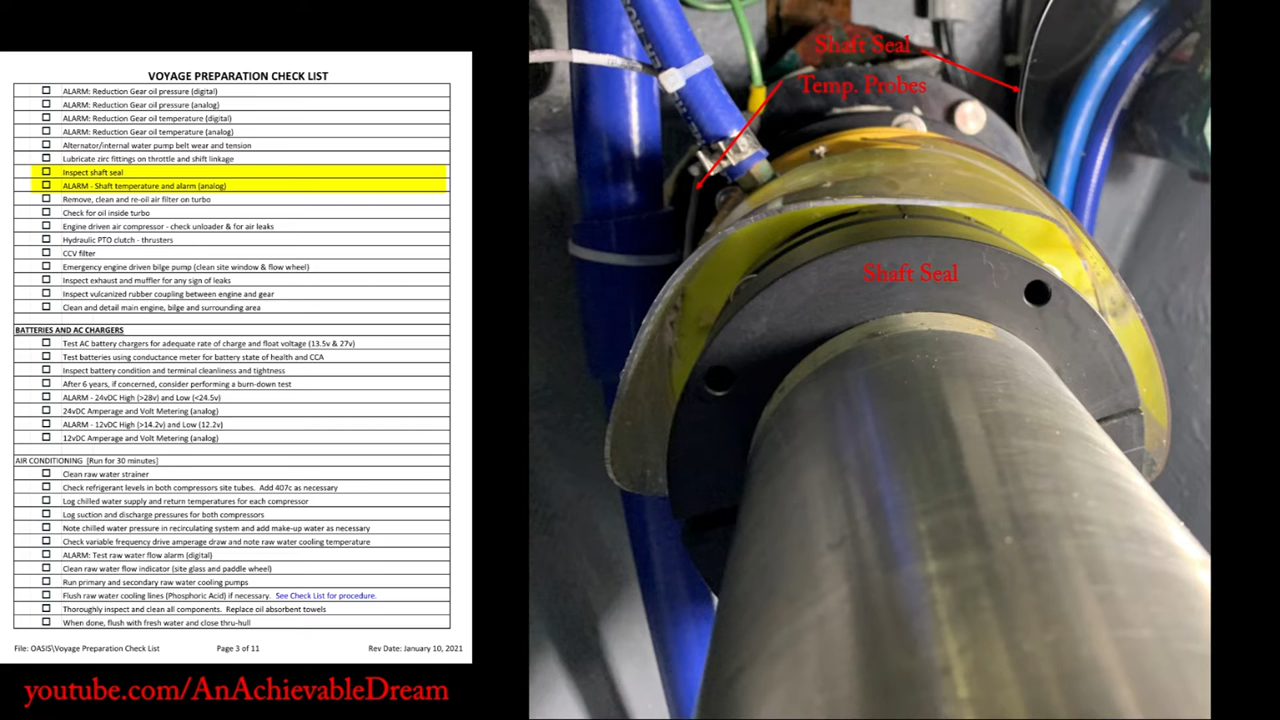 VOYAGE PREPARATION CHECK LIST
ALARM: Reduction Gear oil pressure (digital)
ALARM: Reduction Gear oil pressure (analog)
ALARM: Reduction Gear oil temperature (digital)
ALARM: Reduction Gear oil temperature (analog)
Alternator/internal water pump belt wear and tension
Lubricate zirc fittings on throttle and shift linkage
Inspect shaft seal
ALARM - Shaft temperature and alarm (analog)
Remove, clean and re-oil air filter on turbo
Check for oil inside turbo
Engine driven air compressor - check unloader & for air leaks
Hydraulic PTO clutch - thrusters
CCV filter
Emergency engine driven bilge pump (clean site window & flow wheel)
Inspect exhaust and muffler for any sign of leaks
Inspect vulcanized rubber coupling between engine and gear
Clean and detail main engine, bilge and surrounding area
BATTERIES AND AC CHARGERS
Test AC battery chargers for adequate rate of charge and float voltage (13.5v & 27v)
Test batteries using conductance meter for battery state of health and CCA
Inspect battery condition and terminal cleanliness and tightness
After 6 years, if concerned, consider performing a burn-down test
ALARM - 24vDC High (>28v) and Low (<24.5v)
24vDC Amperage and Volt Metering (analog)
ALARM - 12vDC High (>14.2v) and Low (12.2v)
12vDC Amperage and Volt Metering (analog)
AIR CONDITIONING [Run for 30 minutes]
Clean raw water strainer
Check refrigerant levels in both compressors site tubes. Add 407c as necessary
Log chilled water supply and return temperatures for each compressor
Log suction and discharge pressures for both compressors
Note chilled water pressure in recirculating system and add make-up water as necessary
Check variable frequency drive amperage draw and note raw water cooling temperature
ALARM: Test raw water flow alarm (digital)
Clean raw water flow indicator (site glass and paddle wheel)
Run primary and secondary raw water cooling pumps
Flush raw water cooling lines (Phosphoric Acid) if necessary. See Check List for procedure.
Thoroughly inspect and clean all components. Replace oil absorbent towels
When done, flush with fresh water and close thru-hull
File: OASIS\Voyage Preparation Check List Page 3 of 11 Rev Date: January 10, 2021
youtube.com/AnAchievableDream
Shaft Seal
Temp. Probes
Shaft Seal